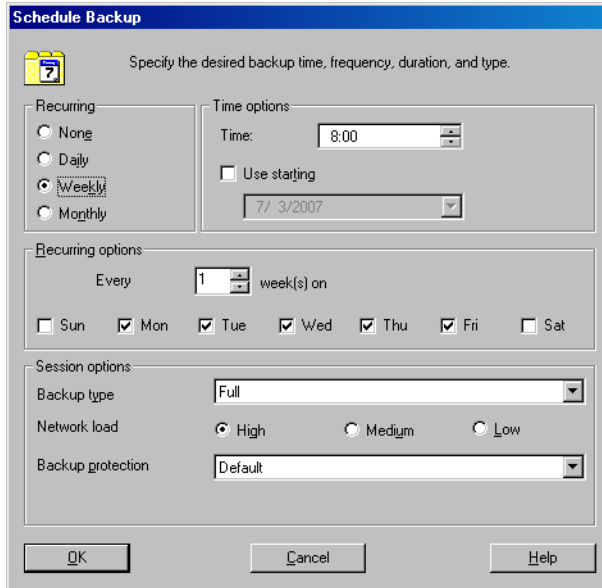 Schedule Backup
7
Specify the desired backup time, frequency, duration, and type.
Recurring
None
Daily
Weekly
Monthly
Time options
Time: 8:00
Use starting
7/ 3/2007
Recurring options
Every 1 week(s) on
Sun Mon Tue Wed Thu Fri Sat
Session options
Backup type Full
Network load High Medium Low
Backup protection Default
OK Cancel Help